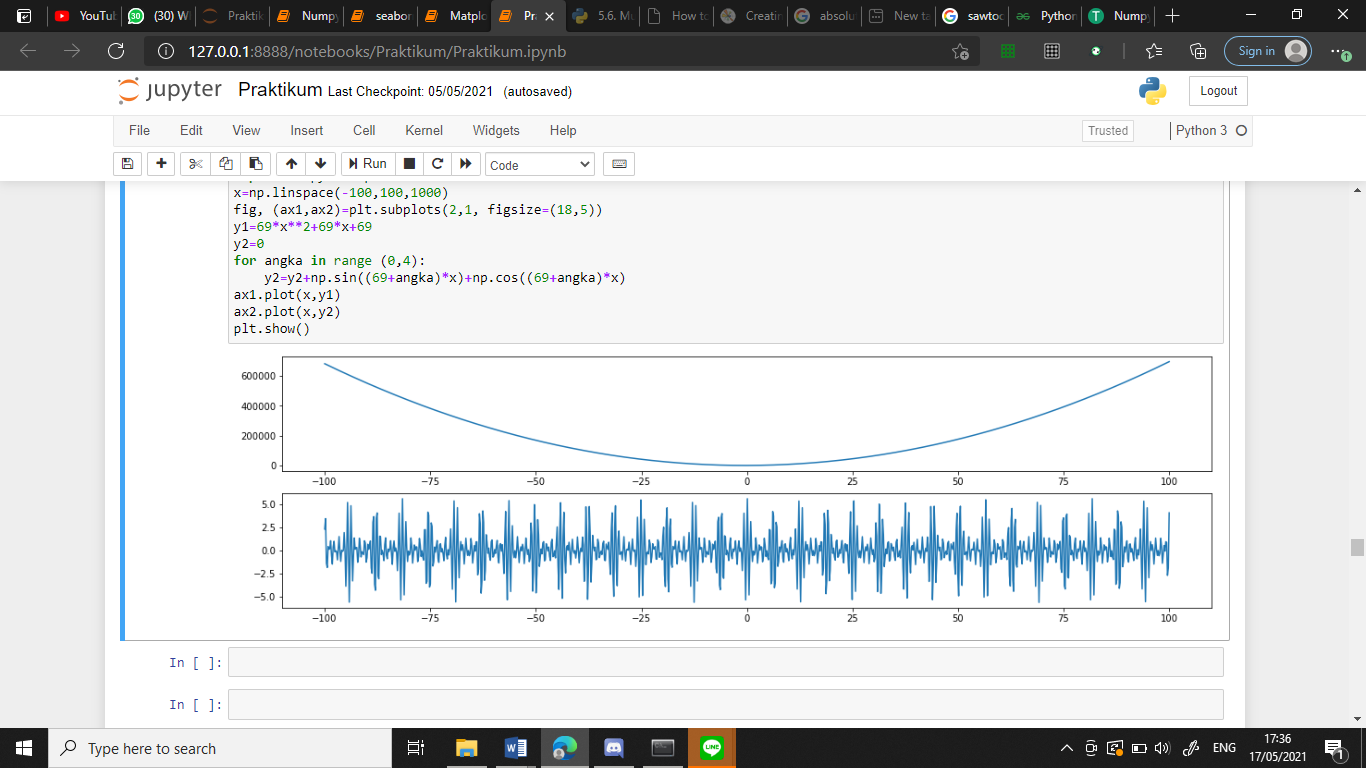 YouTub
(30) W
Praktik
Nump
seabor
Matplo
Pra
5.6. Mu
How to
Creatin
absolu
New ta
sawtoo
Python
Nump
127.0.0.1:8888/notebooks/Praktikum/Praktikum.ipynb
Sign in
jupyter Praktikum Last Checkpoint: 05/05/2021 (autosaved)
Logout
File Edit View Insert Cell Kernel Widgets Help
Trusted
Python 3
Run
Code
x=np.linspace(-100,100,1000)
fig, (ax1,ax2)=plt.subplots(2,1, figsize=(18,5))
y1=69*x**2+69*x+69
y2=0
for angka in range (0,4):
    y2=y2+np.sin((69+angka)*x)+np.cos((69+angka)*x)
ax1.plot(x,y1)
ax2.plot(x,y2)
plt.show()
600000
400000
200000
0
−100 −75 −50 −25 0 25 50 75 100
5.0
2.5
0.0
−2.5
−5.0
−100 −75 −50 −25 0 25 50 75 100
In [ ]:
In [ ]:
Type here to search
LINE
ENG
17:36
17/05/2021
1